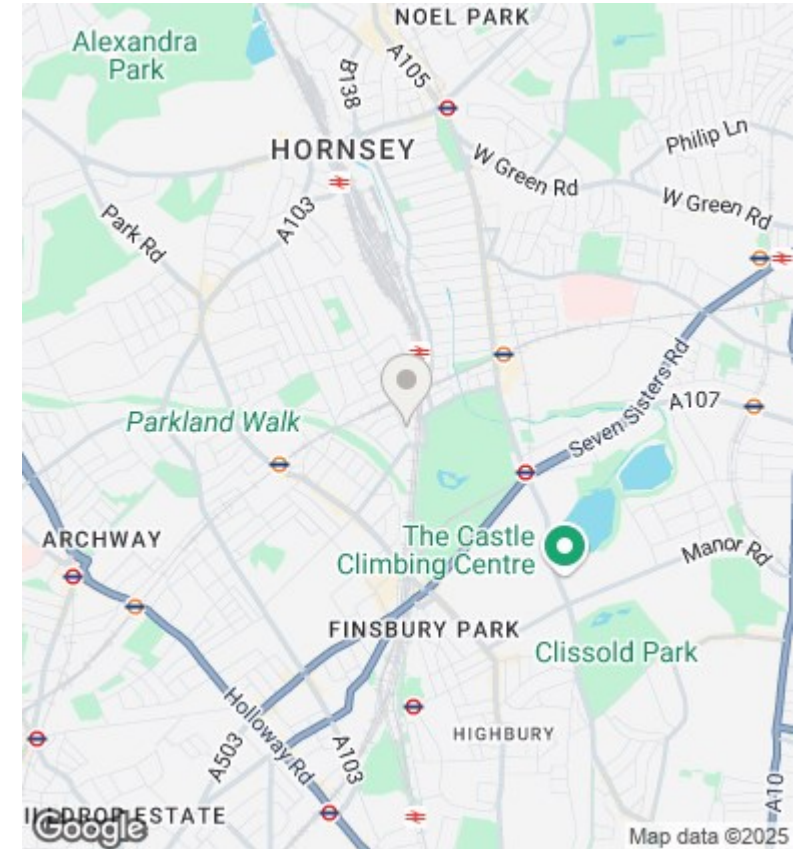 NOEL PARK
Alexandra
Park
A105
B138
Philip Ln
HORNSEY
W Green Rd
A103
W Green Rd
Park Rd
Seven Sisters Rd
A107
Parkland Walk
ARCHWAY
The Castle
Climbing Centre
Manor Rd
FINSBURY PARK
Clissold Park
Holloway Rd
A503
A103
HIGHBURY
A10
ESTATE
Google
Map data ©2025